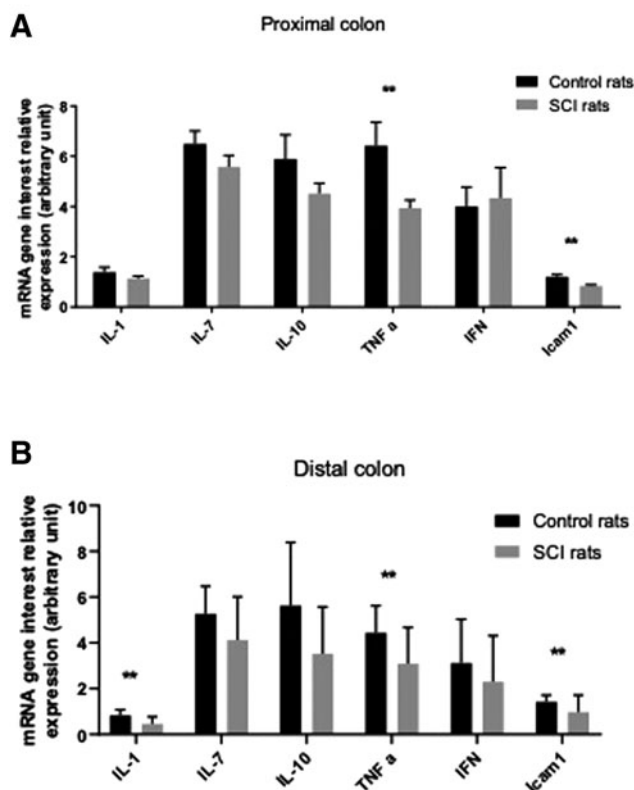 A
Proximal colon
Control rats
SCI rats
mRNA gene interest relative
expression (arbitrary unit)
8
6
4
2
0
**
**
IL-1
IL-7
IL-10
TNF a
IFN
Icam1
B
Distal colon
Control rats
SCI rats
mRNA gene interest relative
expression (arbitrary unit)
10
8
6
4
2
0
**
**
**
IL-1
IL-7
IL-10
TNF a
IFN
Icam1